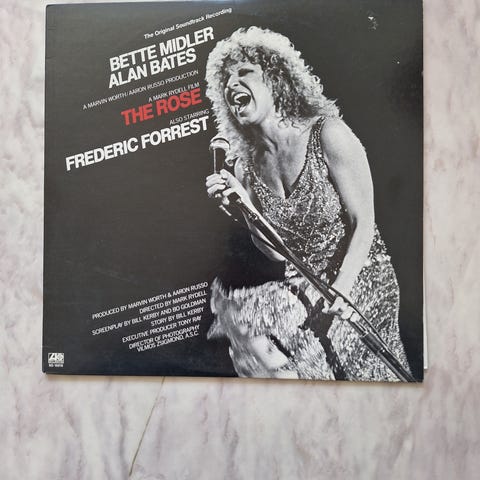 The Original Soundtrack Recording
BETTE MIDLER
ALAN BATES
A MARVIN WORTH/AARON RUSSO PRODUCTION
A MARK RYDELL FILM
THE ROSE
ALSO STARRING
FREDERIC FORREST
PRODUCED BY MARVIN WORTH & AARON RUSSO
DIRECTED BY MARK RYDELL
SCREENPLAY BY BILL KERBY AND BO GOLDMAN
STORY BY BILL KERBY
EXECUTIVE PRODUCER TONY RAY
DIRECTOR OF PHOTOGRAPHY
VILMOS ZSIGMOND, A.S.C.